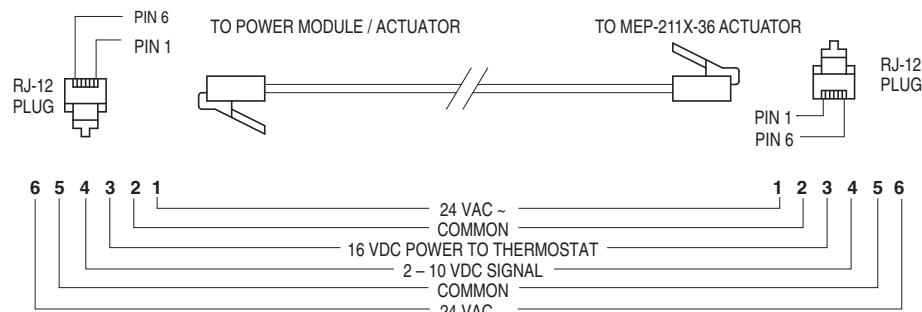 PIN 6
PIN 1
RJ-12
PLUG
TO POWER MODULE / ACTUATOR
TO MEP-211X-36 ACTUATOR
RJ-12
PLUG
PIN 1
PIN 6
6 5 4 3 2 1
1 2 3 4 5 6
24 VAC ~
COMMON
16 VDC POWER TO THERMOSTAT
2 – 10 VDC SIGNAL
COMMON
24 VAC